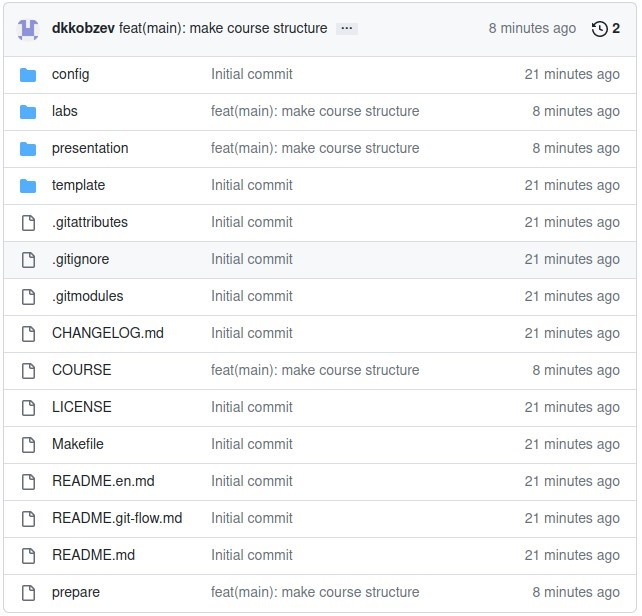 dkkobzev feat(main): make course structure ... 8 minutes ago 2
config Initial commit 21 minutes ago
labs feat(main): make course structure 8 minutes ago
presentation feat(main): make course structure 8 minutes ago
template Initial commit 21 minutes ago
.gitattributes Initial commit 21 minutes ago
.gitignore Initial commit 21 minutes ago
.gitmodules Initial commit 21 minutes ago
CHANGELOG.md Initial commit 21 minutes ago
COURSE feat(main): make course structure 8 minutes ago
LICENSE Initial commit 21 minutes ago
Makefile Initial commit 21 minutes ago
README.en.md Initial commit 21 minutes ago
README.git-flow.md Initial commit 21 minutes ago
README.md Initial commit 21 minutes ago
prepare feat(main): make course structure 8 minutes ago